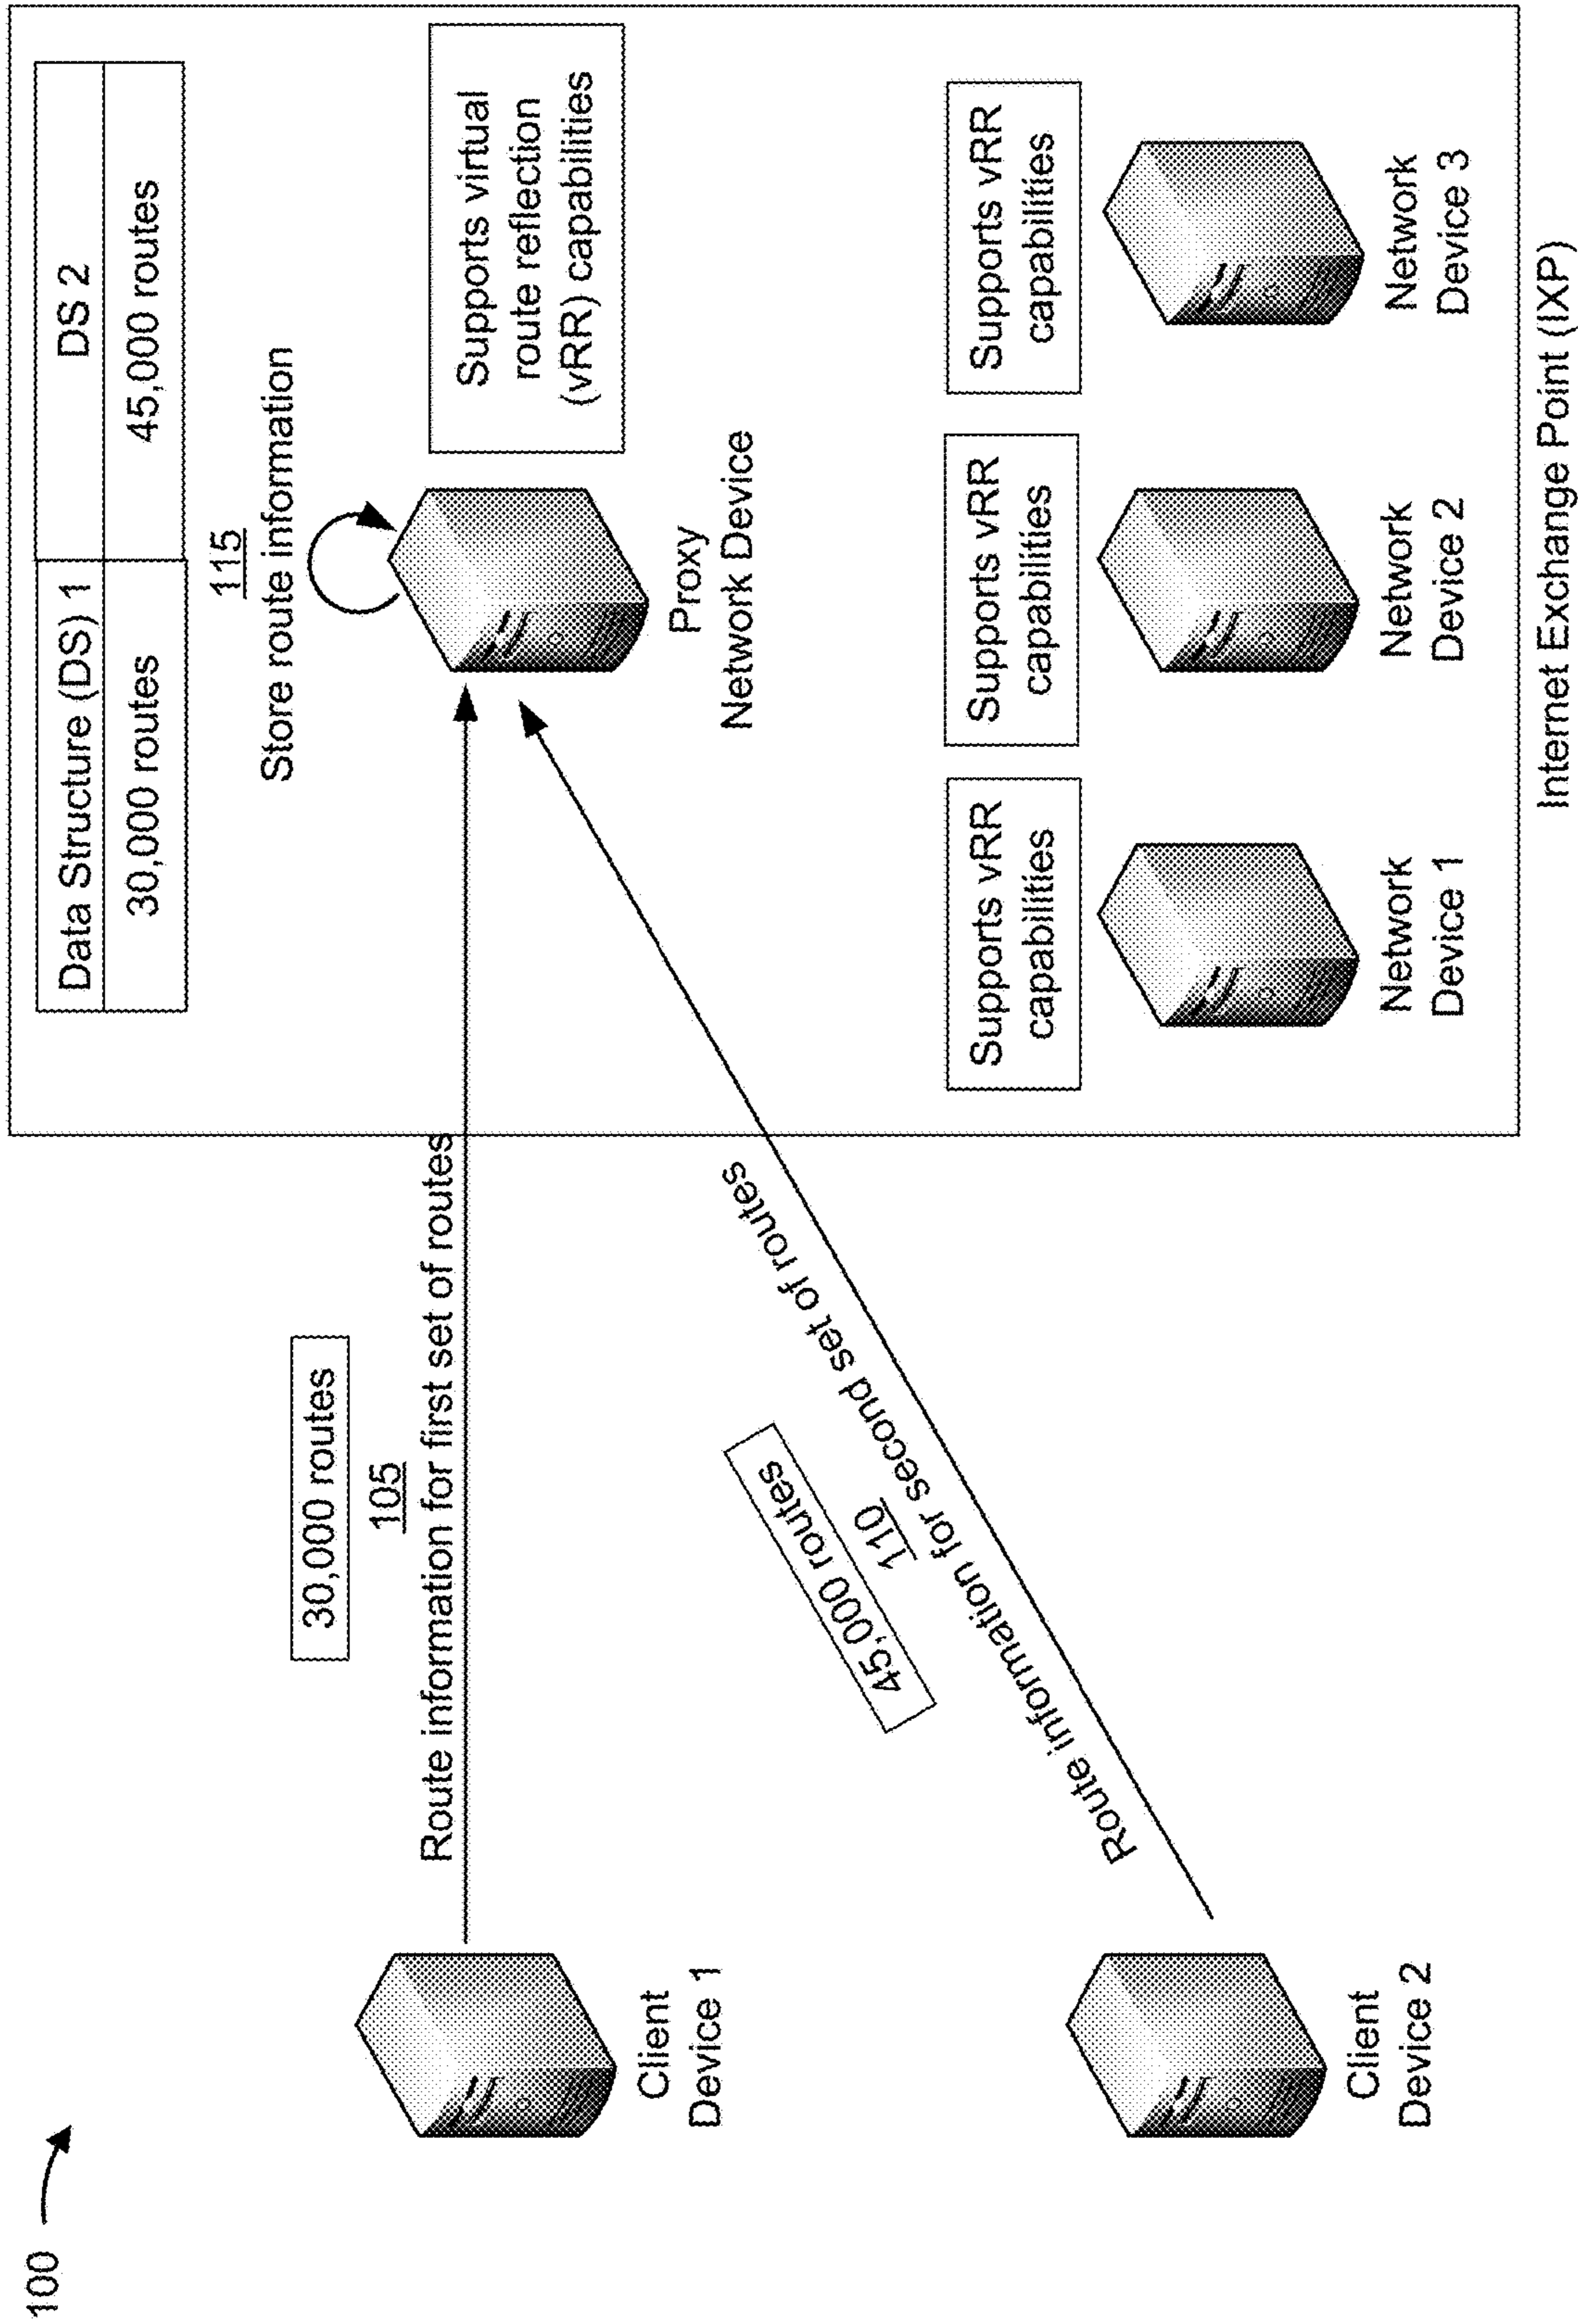 100
Data Structure (DS) 1
DS 2
30,000 routes
45,000 routes
115
Store route information
30,000 routes
105
Route information for first set of routes
Supports virtual
route reflection
(vRR) capabilities
Proxy
Network Device
Client
Device 1
45,000 routes
110
Route information for second set of routes
Supports vRR
capabilities
Supports vRR
capabilities
Supports vRR
capabilities
Client
Device 2
Network
Device 1
Network
Device 2
Network
Device 3
Internet Exchange Point (IXP)